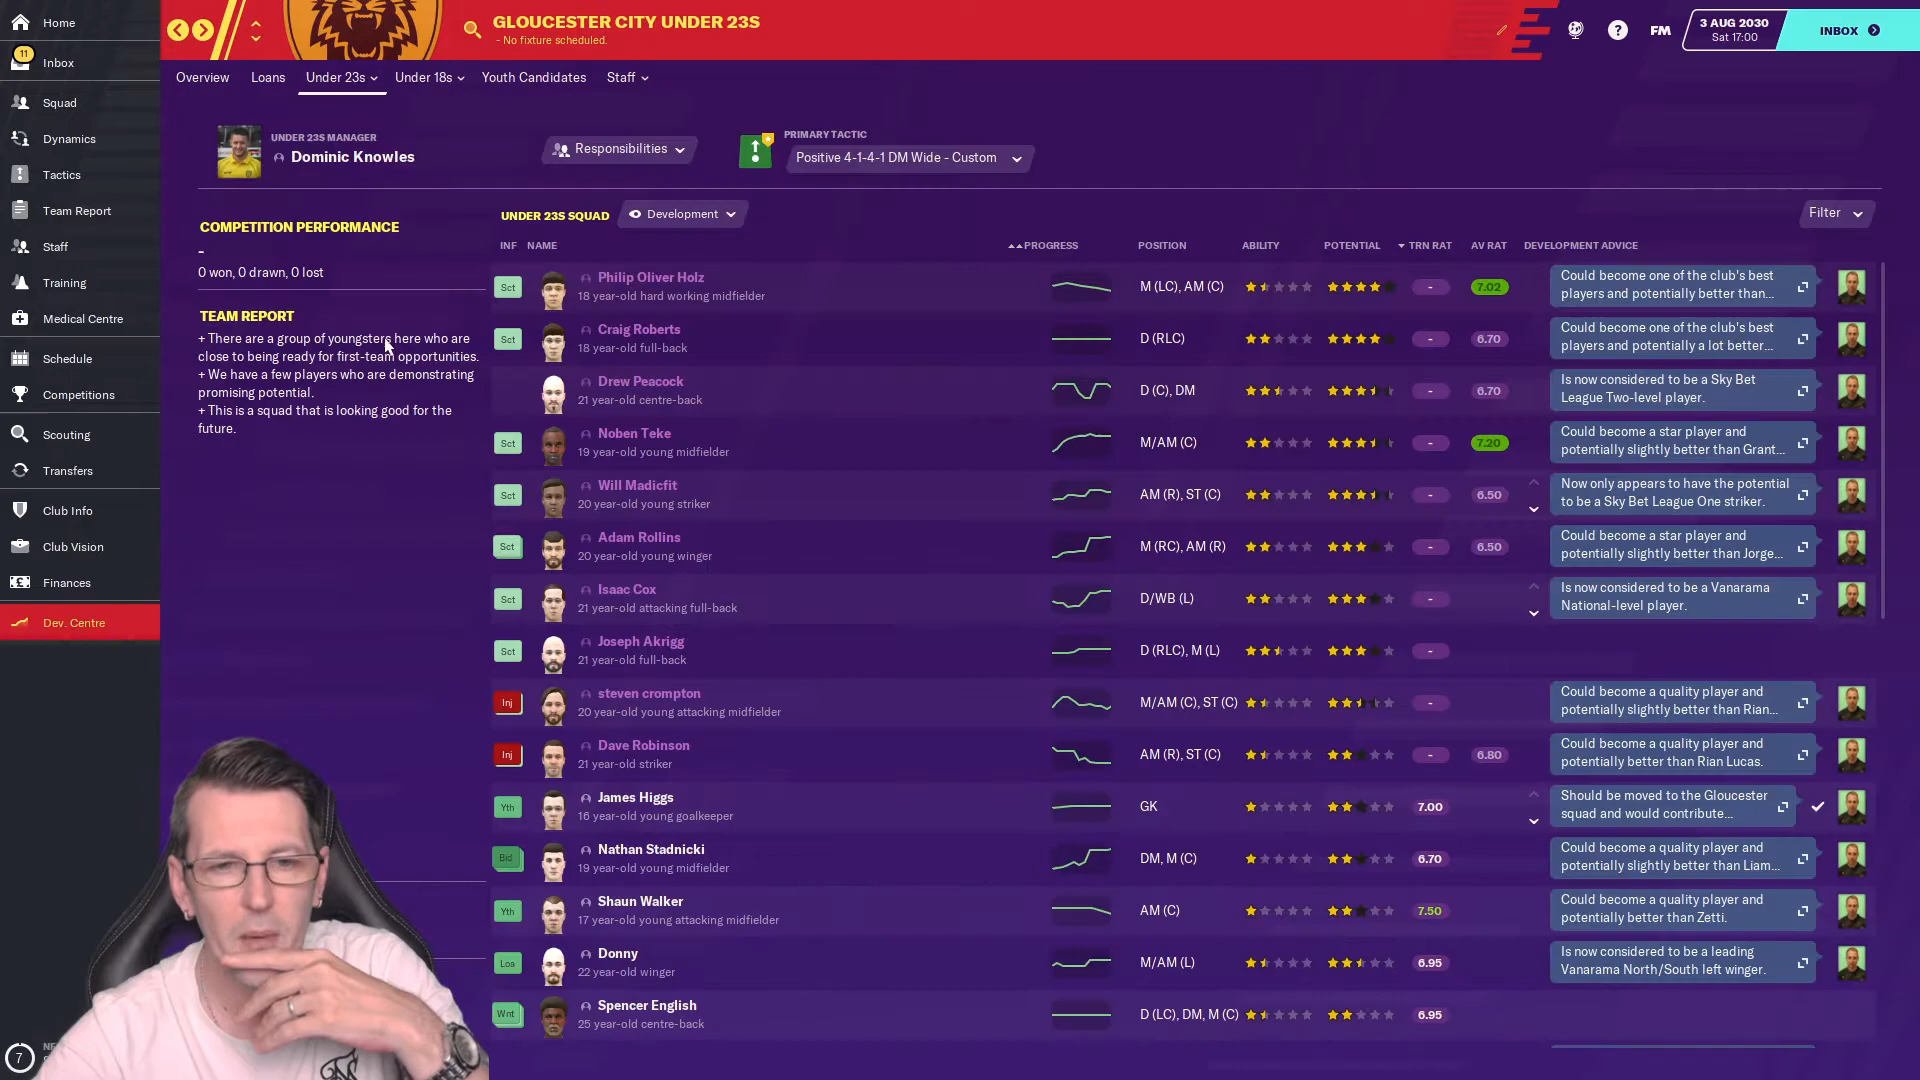 Home
11
Inbox
Squad
Dynamics
Tactics
Team Report
Staff
Training
Medical Centre
Schedule
Competitions
Scouting
Transfers
Club Info
Club Vision
Finances
Dev. Centre
7
GLOUCESTER CITY UNDER 23S
- No fixture scheduled.
?
FM
3 AUG 2030
Sat 17:00
INBOX
Overview
Loans
Under 23s
Under 18s
Youth Candidates
Staff
UNDER 23S MANAGER
Dominic Knowles
Responsibilities
PRIMARY TACTIC
Positive 4-1-4-1 DM Wide - Custom
COMPETITION PERFORMANCE
-
0 won, 0 drawn, 0 lost
TEAM REPORT
+ There are a group of youngsters here who are
close to being ready for first-team opportunities.
+ We have a few players who are demonstrating
promising potential.
+ This is a squad that is looking good for the
future.
UNDER 23S SQUAD
Development
Filter
INF NAME PROGRESS POSITION ABILITY POTENTIAL TRN RAT AV RAT DEVELOPMENT ADVICE
Sct Philip Oliver Holz M (LC), AM (C) - 7.02
18 year-old hard working midfielder
Could become one of the club's best
players and potentially better than...
Sct Craig Roberts D (RLC) - 6.70
18 year-old full-back
Could become one of the club's best
players and potentially a lot better...
Drew Peacock D (C), DM - 6.70
21 year-old centre-back
Is now considered to be a Sky Bet
League Two-level player.
Sct Noben Teke M/AM (C) - 7.20
19 year-old young midfielder
Could become a star player and
potentially slightly better than Grant...
Sct Will Madicfit AM (R), ST (C) - 6.50
20 year-old young striker
Now only appears to have the potential
to be a Sky Bet League One striker.
Sct Adam Rollins M (RC), AM (R) - 6.50
20 year-old young winger
Could become a star player and
potentially slightly better than Jorge...
Sct Isaac Cox D/WB (L) -
21 year-old attacking full-back
Is now considered to be a Vanarama
National-level player.
Sct Joseph Akrigg D (RLC), M (L) -
21 year-old full-back
Inj steven crompton M/AM (C), ST (C) -
20 year-old young attacking midfielder
Could become a quality player and
potentially slightly better than Rian...
Inj Dave Robinson AM (R), ST (C) - 6.80
21 year-old striker
Could become a quality player and
potentially better than Rian Lucas.
Yth James Higgs GK 7.00
16 year-old young goalkeeper
Should be moved to the Gloucester
squad and would contribute...
Bid Nathan Stadnicki DM, M (C) 6.70
19 year-old young midfielder
Could become a quality player and
potentially slightly better than Liam...
Yth Shaun Walker AM (C) 7.50
17 year-old young attacking midfielder
Could become a quality player and
potentially better than Zetti.
Loa Donny M/AM (L) 6.95
22 year-old winger
Is now considered to be a leading
Vanarama North/South left winger.
Wnt Spencer English D (LC), DM, M (C) 6.95
25 year-old centre-back